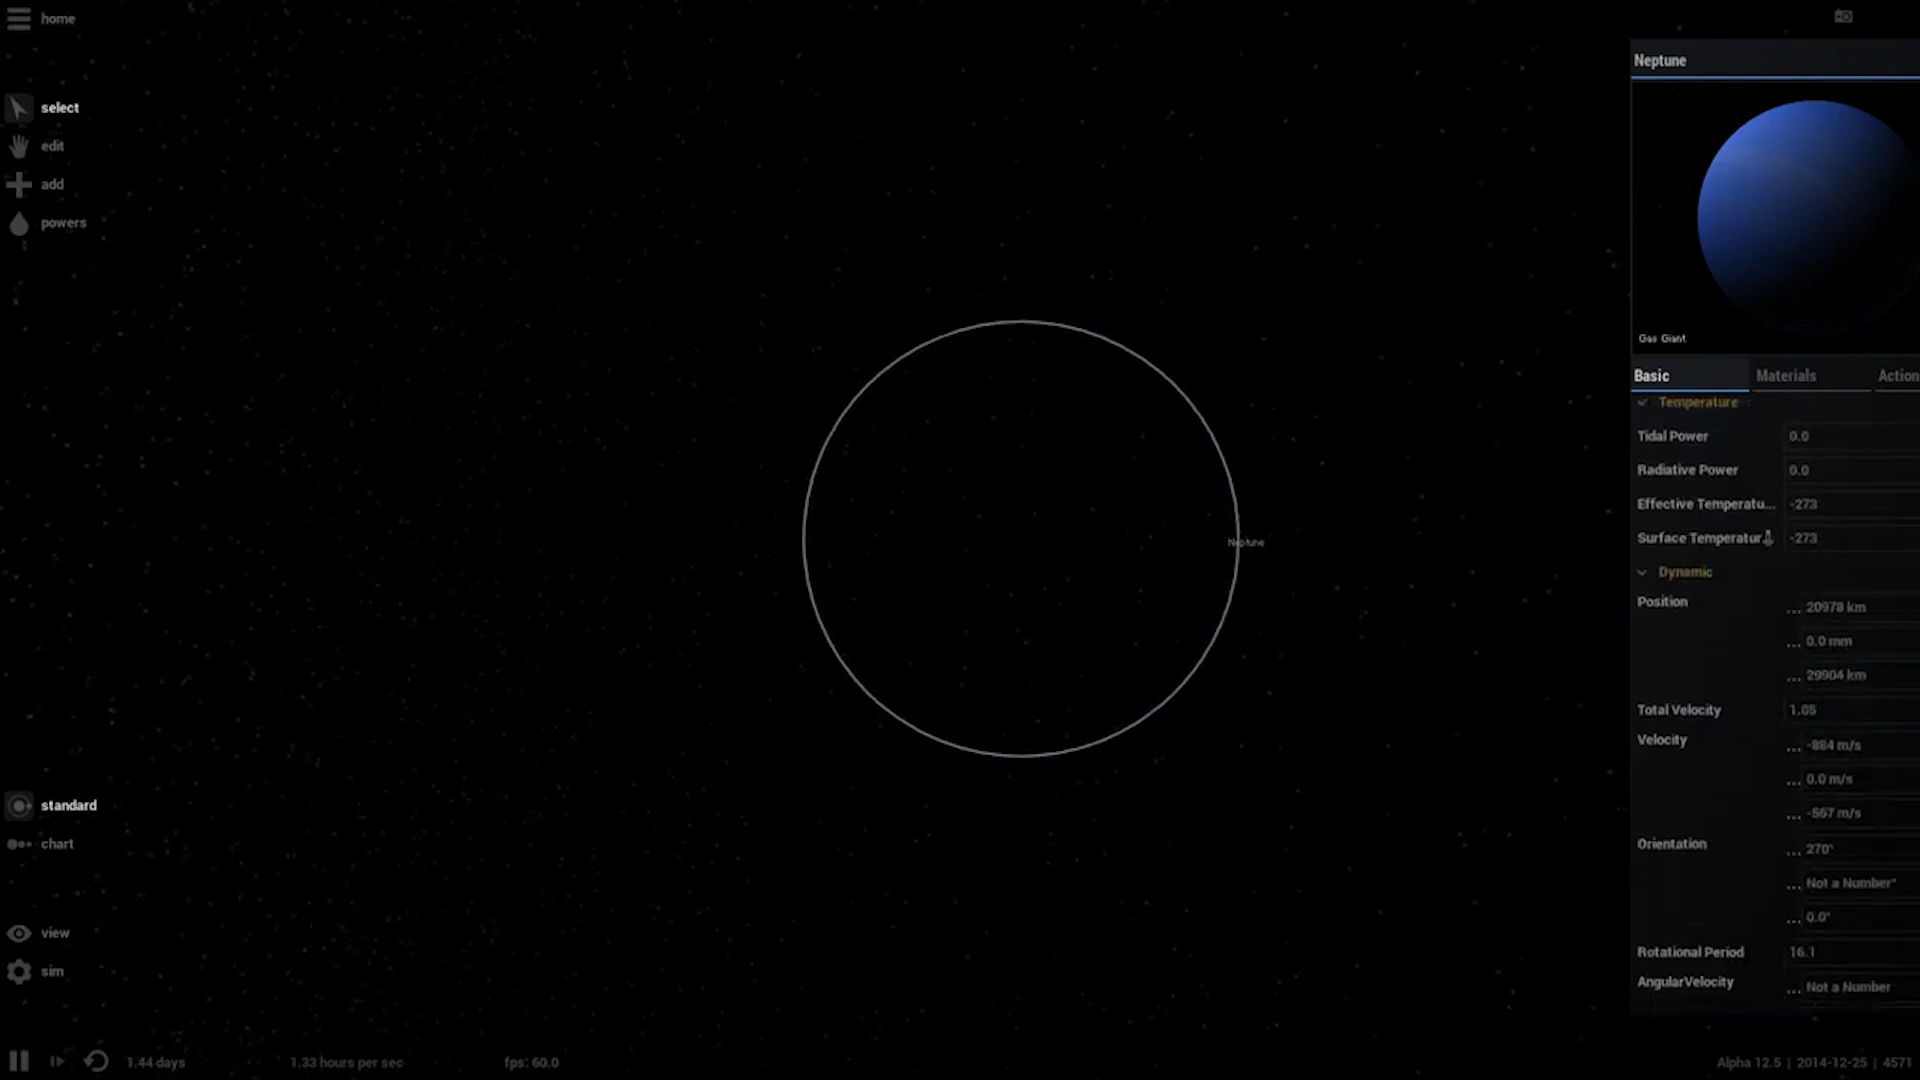 home
select
edit
add
powers
standard
chart
view
sim
1.44 days
1.33 hours per sec
fps: 60.0
Neptune
Neptune
Gas Giant
Basic Materials Action
Temperature
Tidal Power 0.0
Radiative Power 0.0
Effective Temperatu... -273
Surface Temperatur -273
Dynamic
Position ... 20978 km
... 0.0 mm
... 29904 km
Total Velocity 1.05
Velocity ... -884 m/s
... 0.0 m/s
... -567 m/s
Orientation ... 270°
... Not a Number°
... 0.0°
Rotational Period 16.1
AngularVelocity ... Not a Number
Alpha 12.5 | 2014-12-25 | 4571